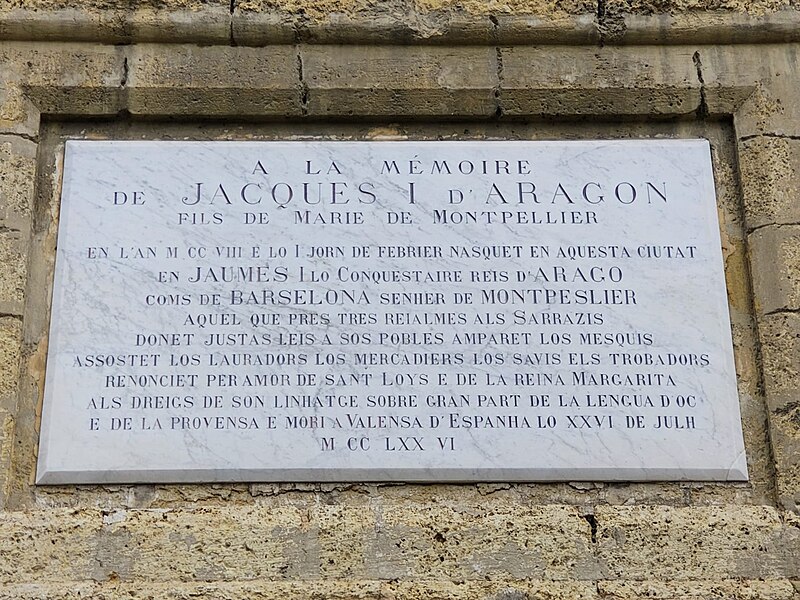 A LA MÉMOIRE
DE JACQUES I D'ARAGON
FILS DE MARIE DE MONTPELLIER
EN L'AN M CC VIII E LO I JORN DE FEBRIER NASQUET EN AQUESTA CIUTAT
EN JAUMES I LO CONQUESTAIRE REIS D'ARAGO
COMS DE BARSELONA SENHER DE MONTPESLIER
AQUEL QUE PRES TRES REIALMES ALS SARRAZIS
DONET JUSTAS LEIS A SOS POBLES AMPARET LOS MESQUIS
ASSOSTET LOS LAURADORS LOS MERCADIERS LOS SAVIS ELS TROBADORS
RENONCIET PER AMOR DE SANT LOYS E DE LA REINA MARGARITA
ALS DREIGS DE SON LINHATGE SOBRE GRAN PART DE LA LENGUA D'OC
E DE LA PROVENSA E MORI A VALENSA D'ESPANHA LO XXVI DE JULH
M CC LXX VI